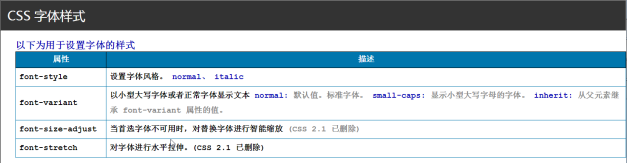 CSS 字体样式
以下为用于设置字体的样式
属性 描述
font-style 设置字体风格。 normal、 italic
font-variant 以小型大写字母或者正常字体显示文本 normal: 默认值。标准字体。 small-caps: 显示小型大写字母的字体。 inherit: 从父元素继
承 font-variant 属性的值。
font-size-adjust 当首选字体不可用时，对替换字体进行智能缩放 (CSS 2.1 已删除)
font-stretch 对字体进行水平拉伸。(CSS 2.1 已删除)